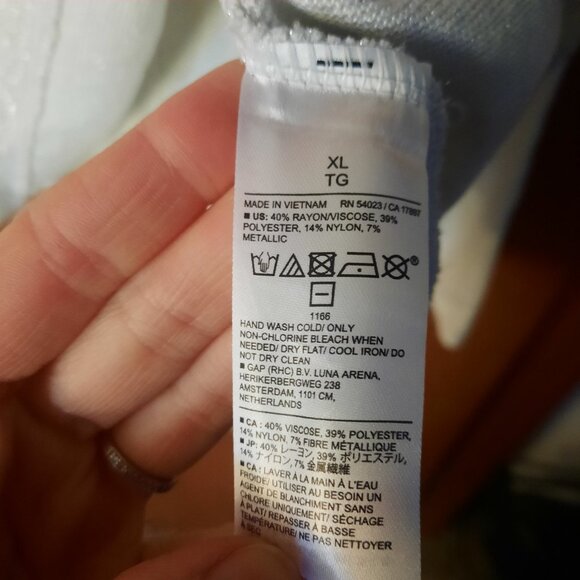 XL
TG
MADE IN VIETNAM RN 54023 / CA 17897
■ US: 40% RAYON/VISCOSE, 39%
POLYESTER, 14% NYLON, 7%
METALLIC
®
1166
HAND WASH COLD/ ONLY
NON-CHLORINE BLEACH WHEN
NEEDED/ DRY FLAT/ COOL IRON/ DO
NOT DRY CLEAN
■ GAP (RHC) B.V. LUNA ARENA,
HERIKERBERGWEG 238
AMSTERDAM, 1101 CM,
NETHERLANDS
■ CA : 40% VISCOSE, 39% POLYESTER,
14% NYLON, 7% FIBRE MÉTALLIQUE
■ JP: 40% レーヨン, 39% ポリエステル,
14% ナイロン, 7% 金属繊維
■ CA : LAVER À LA MAIN À L'EAU
FROIDE/ UTILISER AU BESOIN UN
AGENT DE BLANCHIMENT SANS
CHLORE UNIQUEMENT/ SÉCHAGE
À PLAT/ REPASSER À BASSE
TEMPÉRATURE/ NE PAS NETTOYER
À SEC